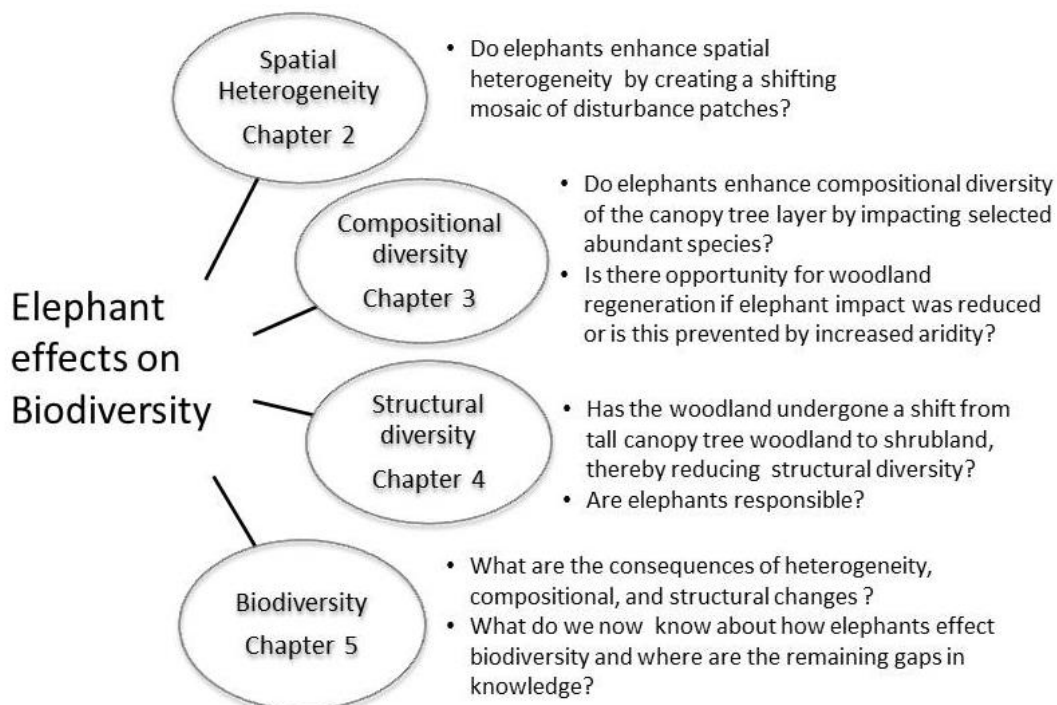 Elephant
effects on
Biodiversity
Spatial
Heterogeneity
Chapter 2
• Do elephants enhance spatial
heterogeneity by creating a shifting
mosaic of disturbance patches?
Compositional
diversity
Chapter 3
• Do elephants enhance compositional diversity
of the canopy tree layer by impacting selected
abundant species?
• Is there opportunity for woodland
regeneration if elephant impact was reduced
or is this prevented by increased aridity?
Structural
diversity
Chapter 4
• Has the woodland undergone a shift from
tall canopy tree woodland to shrubland,
thereby reducing structural diversity?
• Are elephants responsible?
Biodiversity
Chapter 5
• What are the consequences of heterogeneity,
compositional, and structural changes ?
• What do we now know about how elephants effect
biodiversity and where are the remaining gaps in
knowledge?